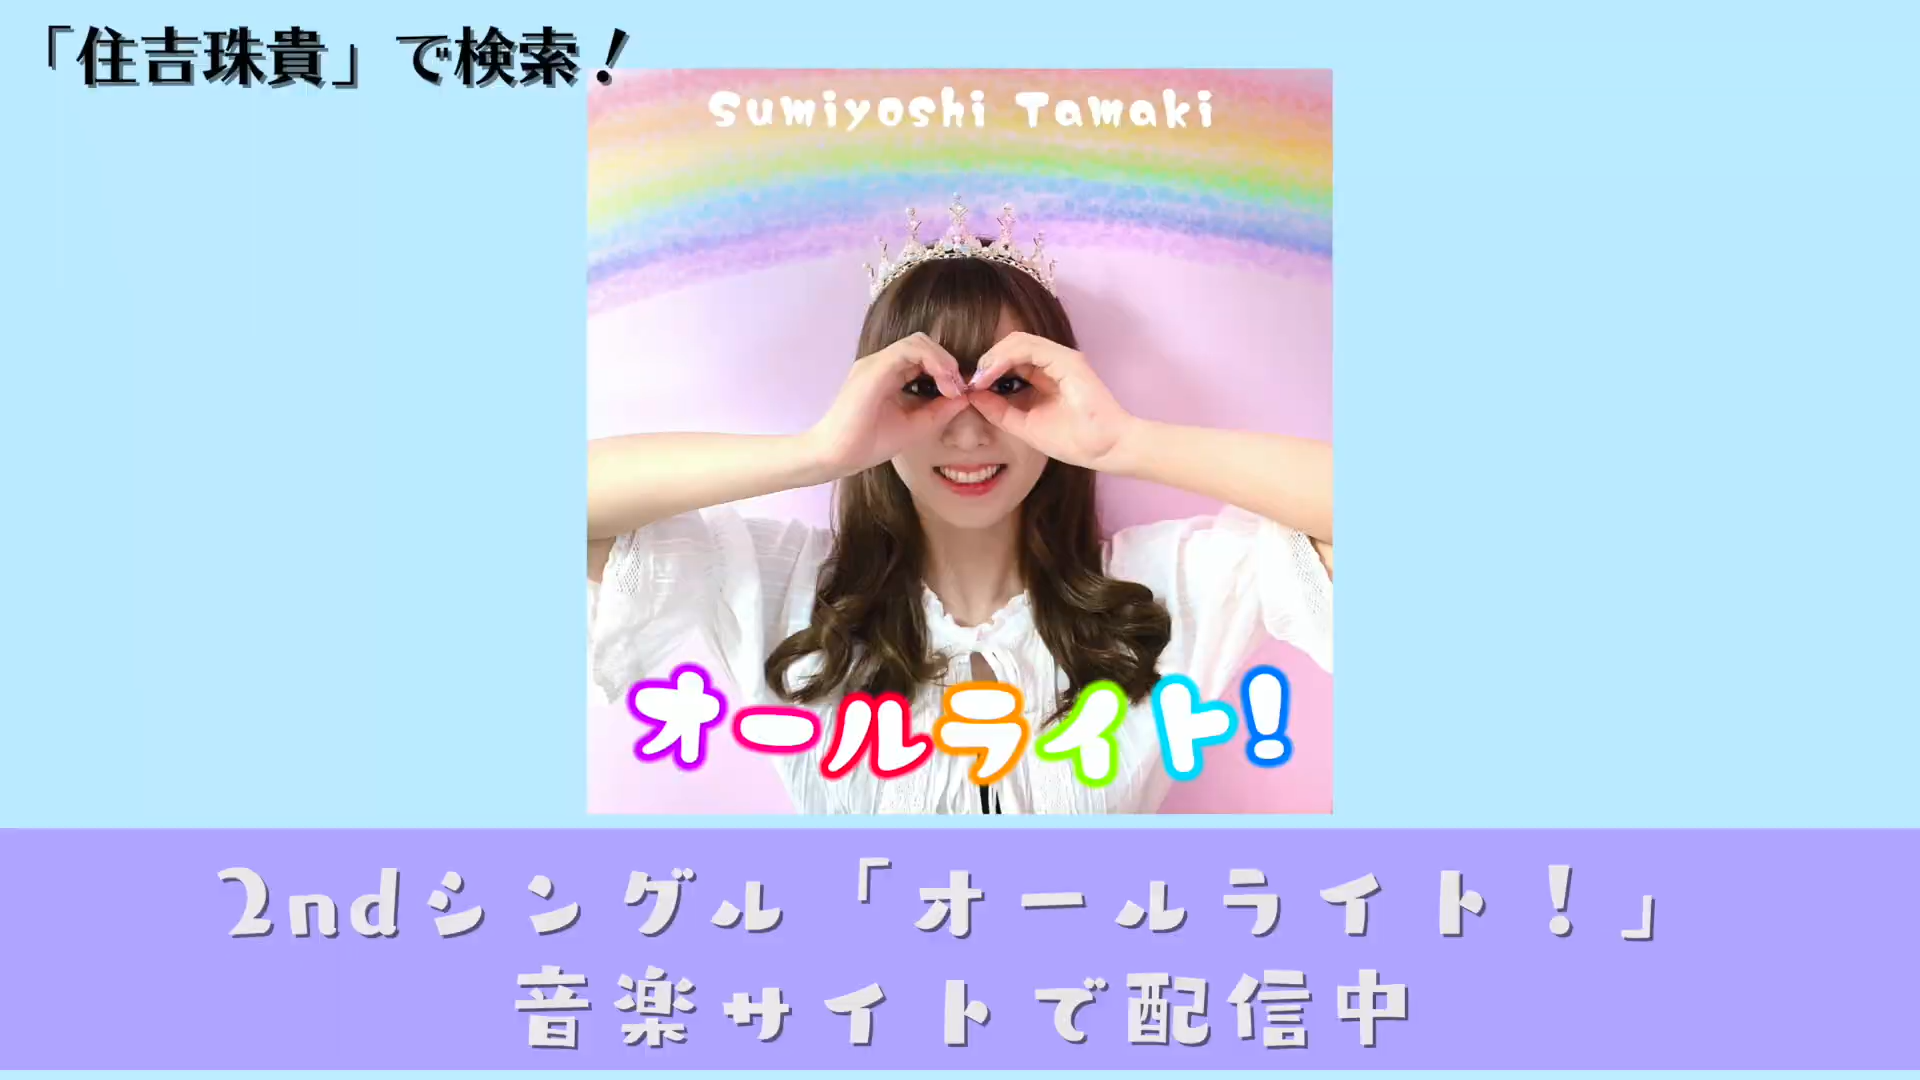 「住吉珠貴」で検索！
Sumiyoshi Tamaki
オールライト!
2ndシングル「オールライト！」
音楽サイトで配信中